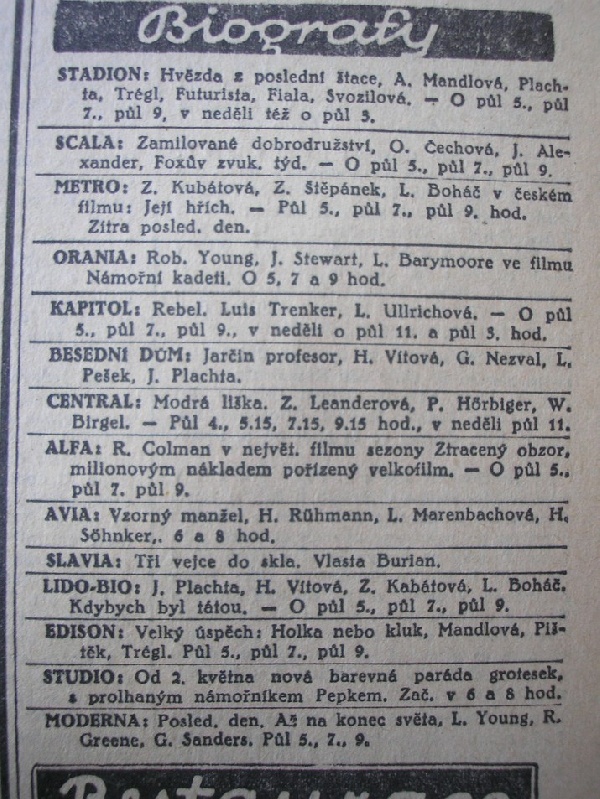 Biografy
STADION: Hvězda z poslední štace, A. Mandlová, Plach-
ta, Trégl, Futurista, Fiala, Svozilová. — O půl 5., půl
7., půl 9, v neděli též o půl 3.
SCALA: Zamilované dobrodružství, O. Čechová, J. Ale-
xander, Foxův zvuk. týd. — O půl 5., půl 7., půl 9.
METRO: Z. Kubátová, Z. Štěpánek, L. Boháč v českém
filmu: Její hřích. — Půl 5., půl 7., půl 9. hod.
Zítra posled. den.
ORANIA: Rob. Young, J. Stewart, L. Barymoore ve filmu
Námořní kadeti. O 5, 7 a 9 hod.
KAPITOL: Rebel. Luis Trenker, L. Ullrichová. — O půl
5., půl 7., půl 9., v neděli o půl 11. a půl 3. hod.
BESEDNÍ DŮM: Jarčin profesor, H. Vítová, G. Nezval, L.
Pešek, J. Plachta.
CENTRAL: Modrá liška. Z. Leanderová, P. Hörbiger, W.
Birgel. — Půl 4., 5.15, 7.15, 9.15 hod., v neděli půl 11.
ALFA: R. Colman v největ. filmu sezony Ztracený obzor,
milionovým nákladem pořízený velkofilm. — O půl 5.,
půl 7. půl 9.
AVIA: Vzorný manžel, H. Rühmann, L. Marenbachová, H.
Söhnker,. 6 a 8 hod.
SLAVIA: Tři vejce do skla. Vlasta Burian.
LIDO-BIO: J. Plachta, H. Vítová, Z. Kabátová, L. Boháč.
Kdybych byl tátou. — O půl 5., půl 7., půl 9.
EDISON: Velký úspěch: Holka nebo kluk, Mandlová, Piš-
těk, Trégl. Půl 5., půl 7., půl 9.
STUDIO: Od 2. května nová barevná paráda grotesek,
s prolhaným námořníkem Pepkem. Zač. v 6 a 8 hod.
MODERNA: Posled. den. Až na konec světa, L. Young, R.
Greene, G. Sanders. Půl 5., 7., 9.